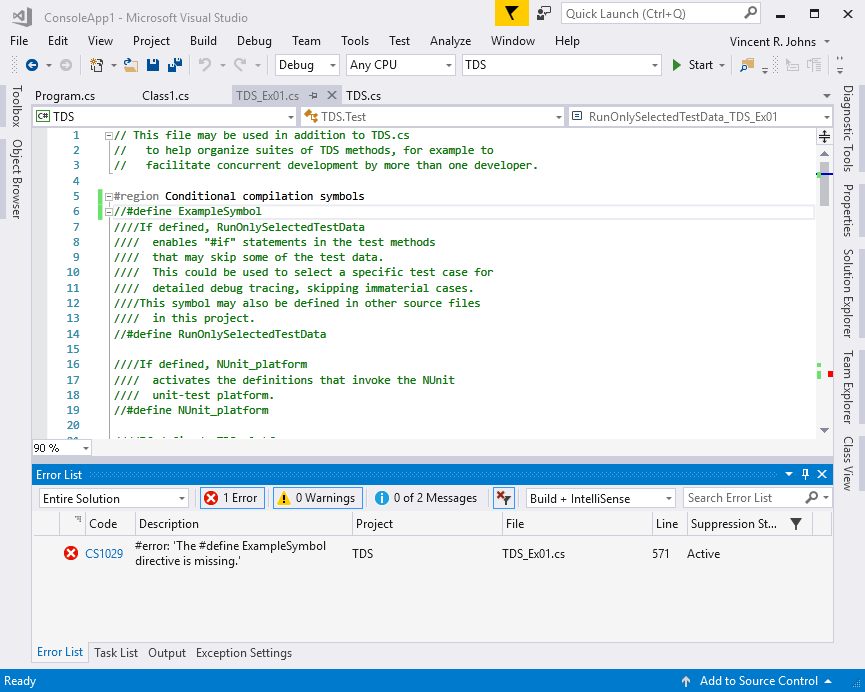 ConsoleApp1 - Microsoft Visual Studio
Quick Launch (Ctrl+Q)
File Edit View Project Build Debug Team Tools Test Analyze Window Help
Vincent R. Johns
Debug Any CPU TDS Start
Program.cs Class1.cs TDS_Ex01.cs TDS.cs
C# TDS TDS.Test RunOnlySelectedTestData_TDS_Ex01
Toolbox
Object Browser
1 // This file may be used in addition to TDS.cs
2 // to help organize suites of TDS methods, for example to
3 // facilitate concurrent development by more than one developer.
4
5 #region Conditional compilation symbols
6 //#define ExampleSymbol
7 ////If defined, RunOnlySelectedTestData
8 //// enables "#if" statements in the test methods
9 //// that may skip some of the test data.
10 //// This could be used to select a specific test case for
11 //// detailed debug tracing, skipping immaterial cases.
12 ////This symbol may also be defined in other source files
13 //// in this project.
14 //#define RunOnlySelectedTestData
15
16 ////If defined, NUnit_platform
17 //// activates the definitions that invoke the NUnit
18 //// unit-test platform.
19 //#define NUnit_platform
20
90 %
Diagnostic Tools
Properties
Solution Explorer
Team Explorer
Class View
Error List
Entire Solution 1 Error 0 Warnings 0 of 2 Messages Build + IntelliSense Search Error List
Code Description Project File Line Suppression St...
CS1029 #error: 'The #define ExampleSymbol directive is missing.' TDS TDS_Ex01.cs 571 Active
Error List Task List Output Exception Settings
Ready Add to Source Control